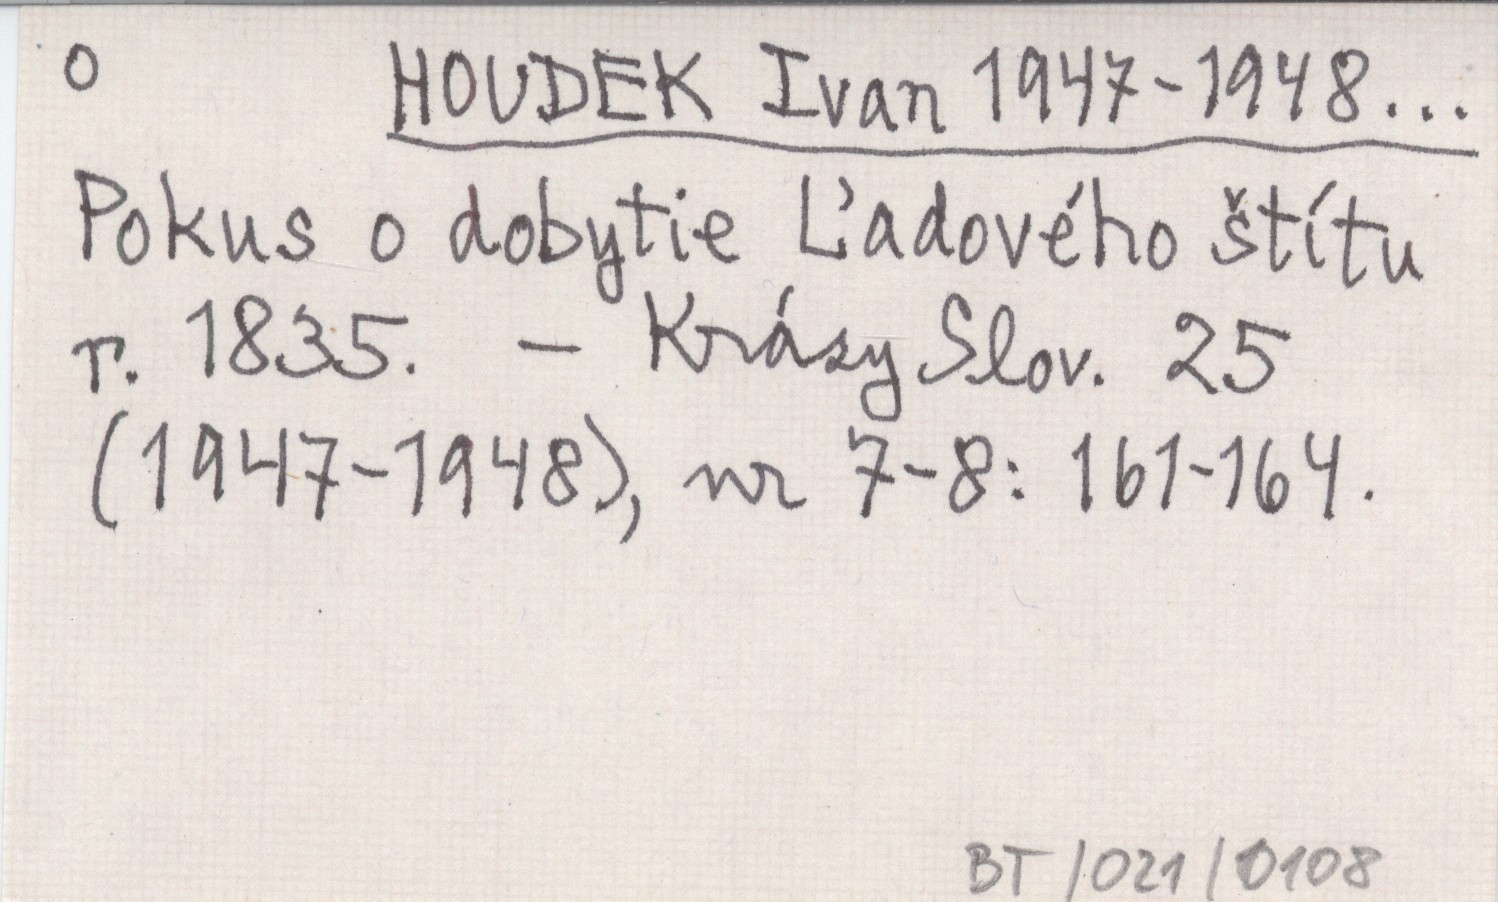 o HOUDEK Ivan 1947-1948...
Pokus o dobytie Ľadového štítu
r. 1835. - Krásy Slov. 25
(1947-1948), nr 7-8: 161-164.
BT/021/0108